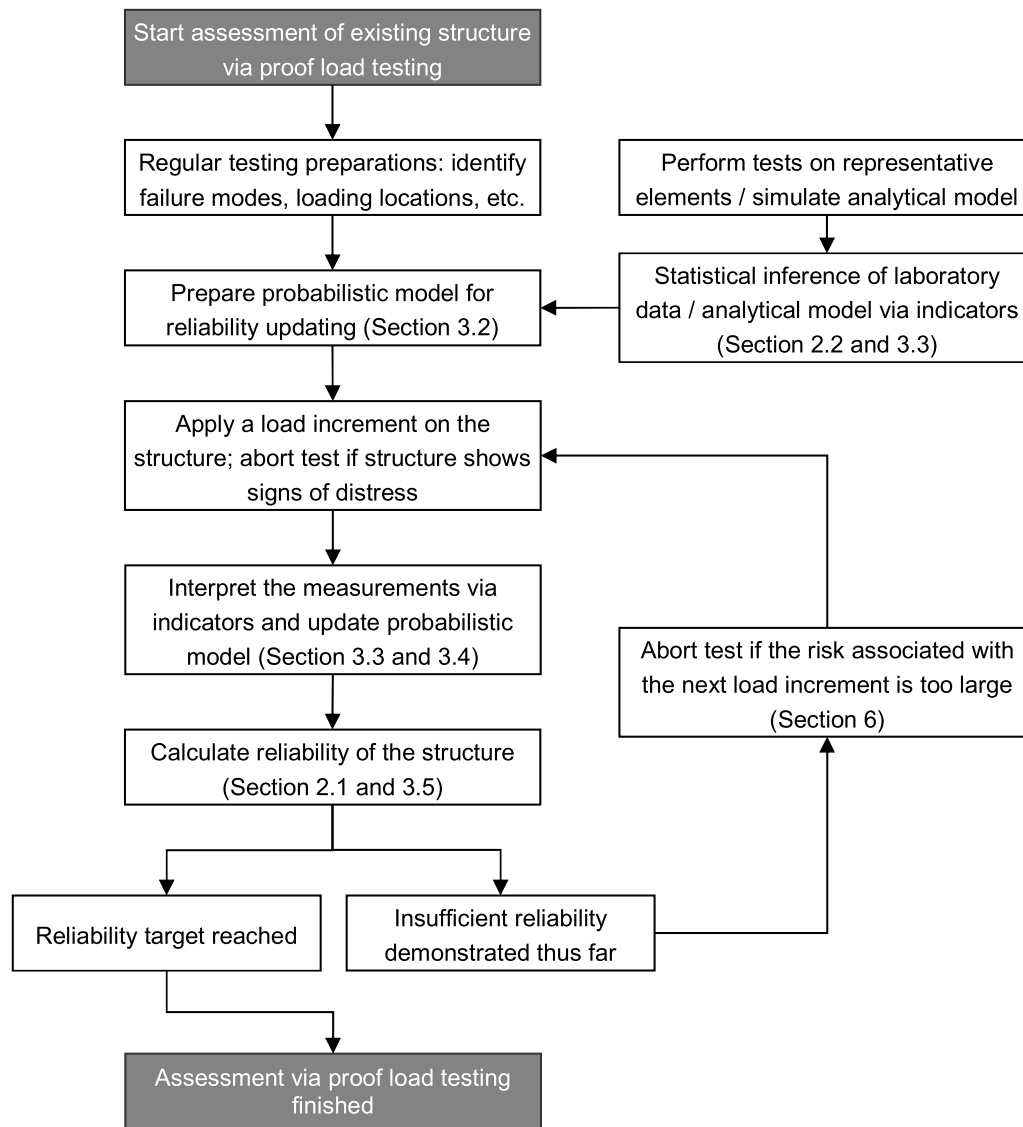 Start assessment of existing structure
via proof load testing
Regular testing preparations: identify
failure modes, loading locations, etc.
Perform tests on representative
elements / simulate analytical model
Prepare probabilistic model for
reliability updating (Section 3.2)
Statistical inference of laboratory
data / analytical model via indicators
(Section 2.2 and 3.3)
Apply a load increment on the
structure; abort test if structure shows
signs of distress
Interpret the measurements via
indicators and update probabilistic
model (Section 3.3 and 3.4)
Abort test if the risk associated with
the next load increment is too large
(Section 6)
Calculate reliability of the structure
(Section 2.1 and 3.5)
Reliability target reached
Insufficient reliability
demonstrated thus far
Assessment via proof load testing
finished